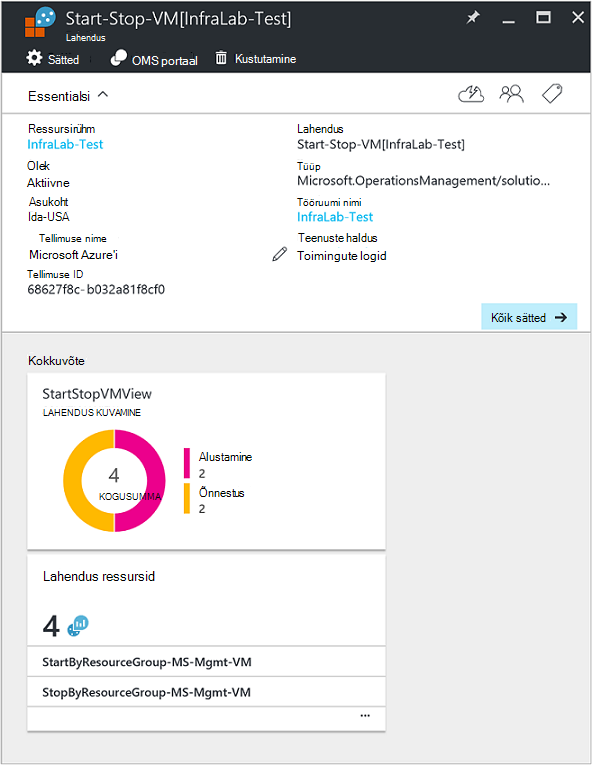 Start-Stop-VM[InfraLab-Test]
Lahendus
Sätted
OMS portaal
Kustutamine
Essentialsi
Ressursirühm
InfraLab-Test
Olek
Aktiivne
Asukoht
Ida-USA
Tellimuse nime
Microsoft Azure'i
Tellimuse ID
68627f8c-b032a81f8cf0
Lahendus
Start-Stop-VM[InfraLab-Test]
Tüüp
Microsoft.OperationsManagement/solutio...
Tööruumi nimi
InfraLab-Test
Teenuste haldus
Toimingute logid
Kõik sätted
Kokkuvõte
StartStopVMView
LAHENDUS KUVAMINE
4
KOGUSUMMA
Alustamine
2
Õnnestus
2
Lahendus ressursid
4
StartByResourceGroup-MS-Mgmt-VM
StopByResourceGroup-MS-Mgmt-VM
...